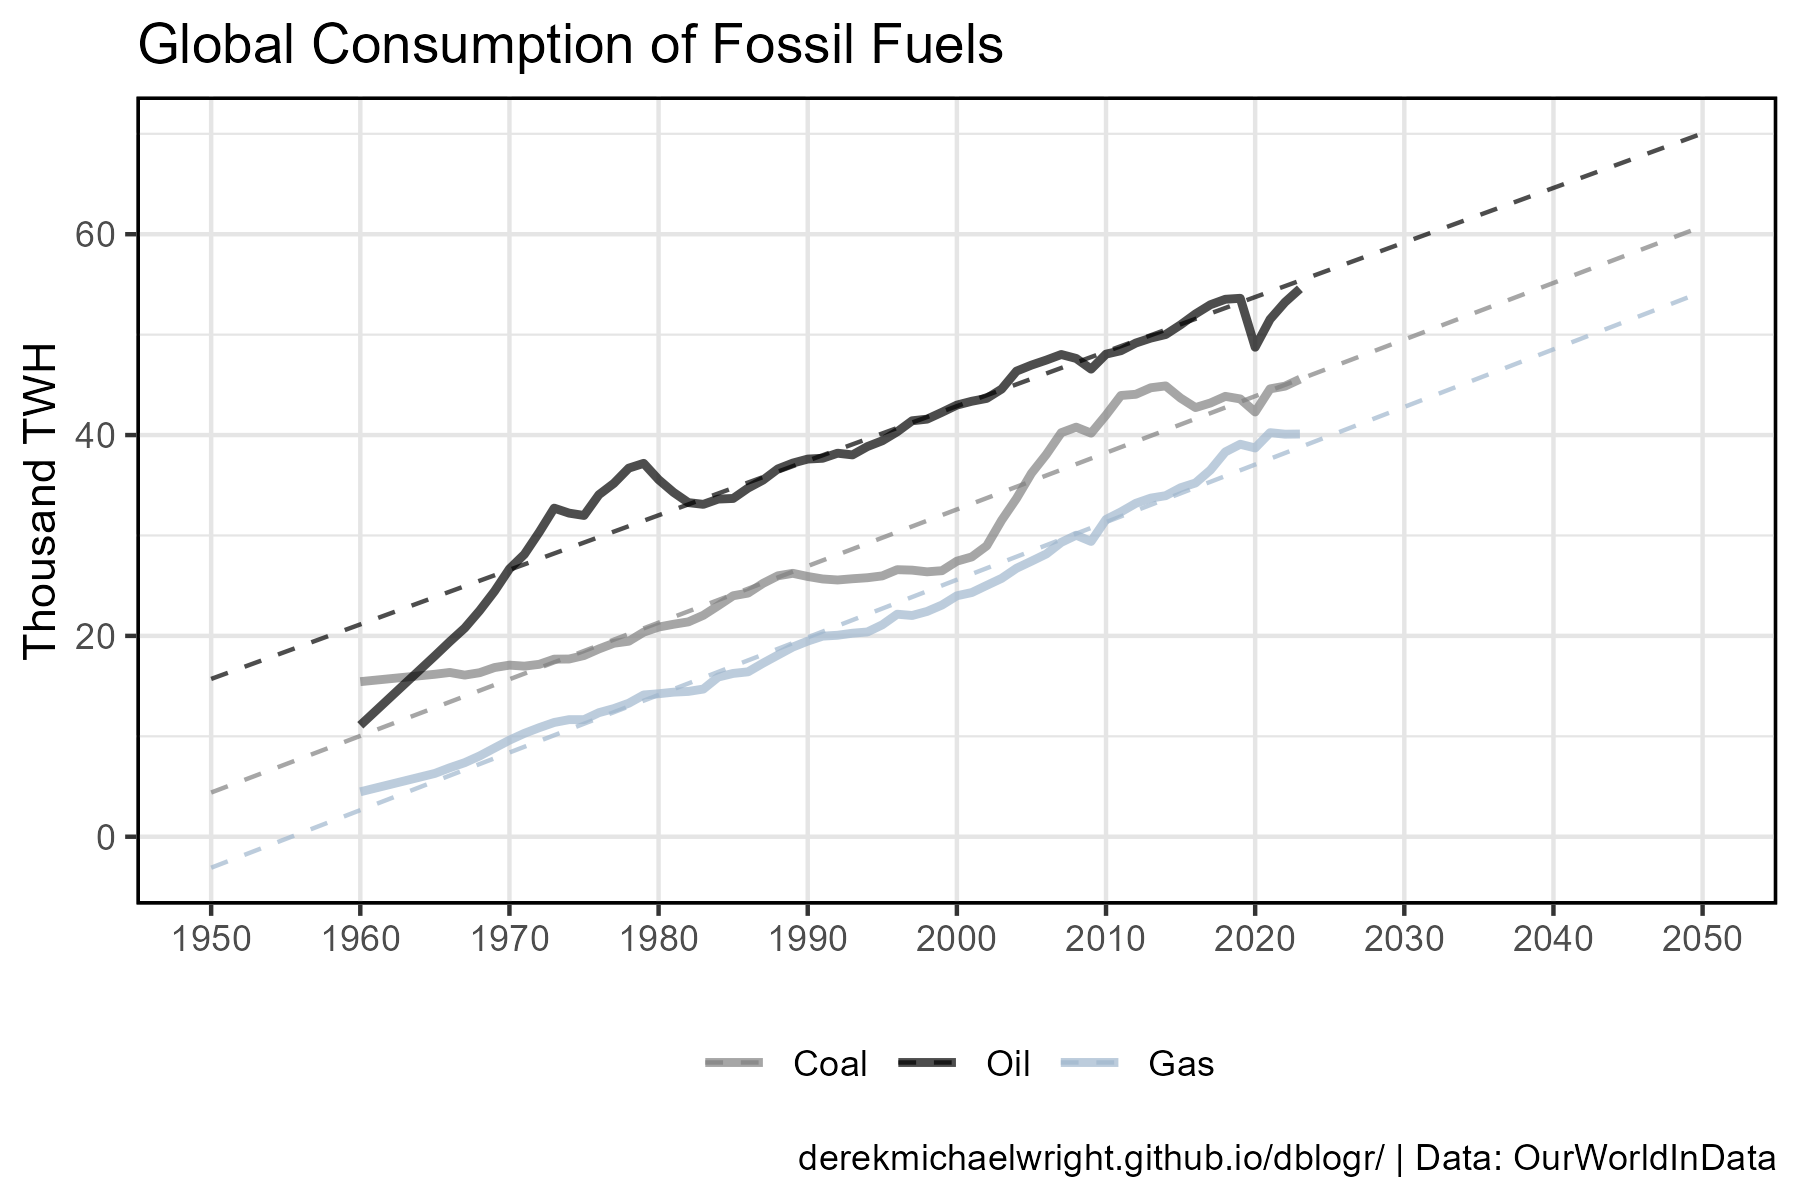 Global Consumption of Fossil Fuels
Thousand TWH
60
40
20
0
1950 1960 1970 1980 1990 2000 2010 2020 2030 2040 2050
Coal Oil Gas
derekmichaelwright.github.io/dblogr/ | Data: OurWorldInData